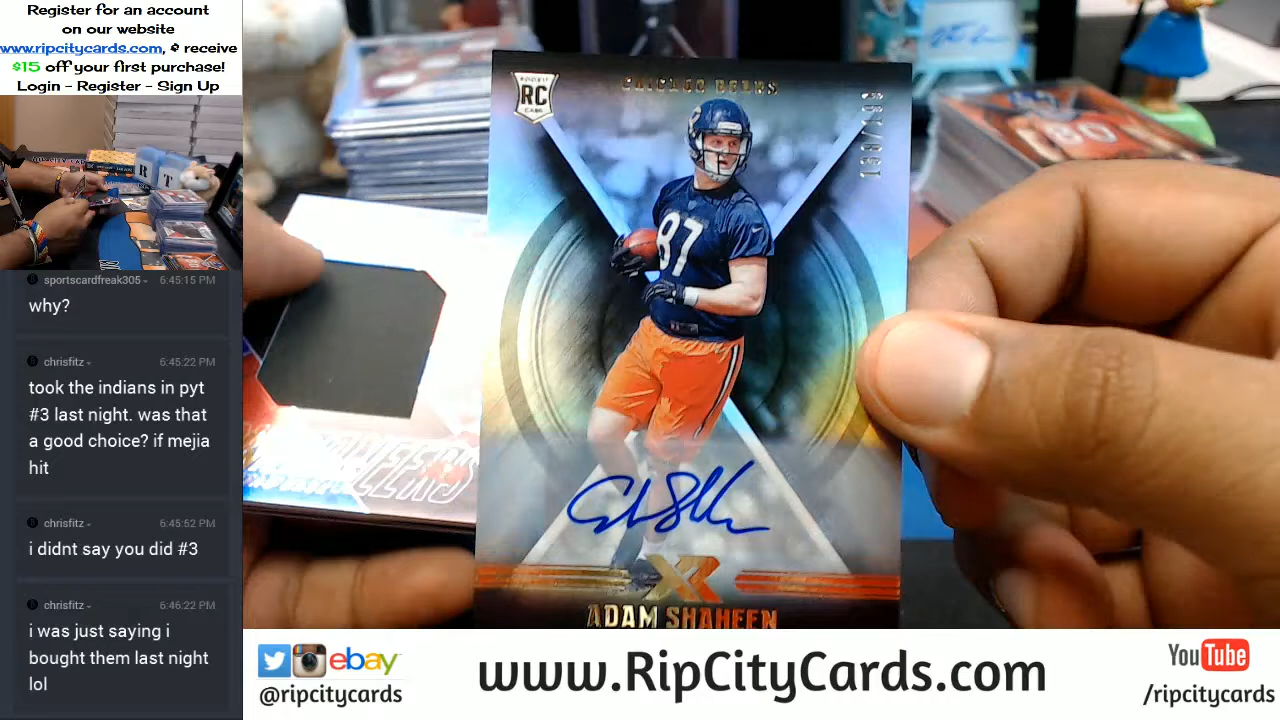 Register for an account
on our website
www.ripcitycards.com, & receive
$15 off your first purchase!
Login - Register - Sign Up
sportscardfreak305
6:45:15 PM
why?
chrisfitz
6:45:22 PM
took the indians in pyt
#3 last night. was that
a good choice? if mejia
hit
chrisfitz
6:45:52 PM
i didnt say you did #3
chrisfitz
6:46:22 PM
i was just saying i
bought them last night
lol
RC
CHICAGO BEARS
87
XR
ADAM SHAHEEN
80
R T
ebay
@ripcitycards
www.RipCityCards.com
YouTube
/ripcitycards